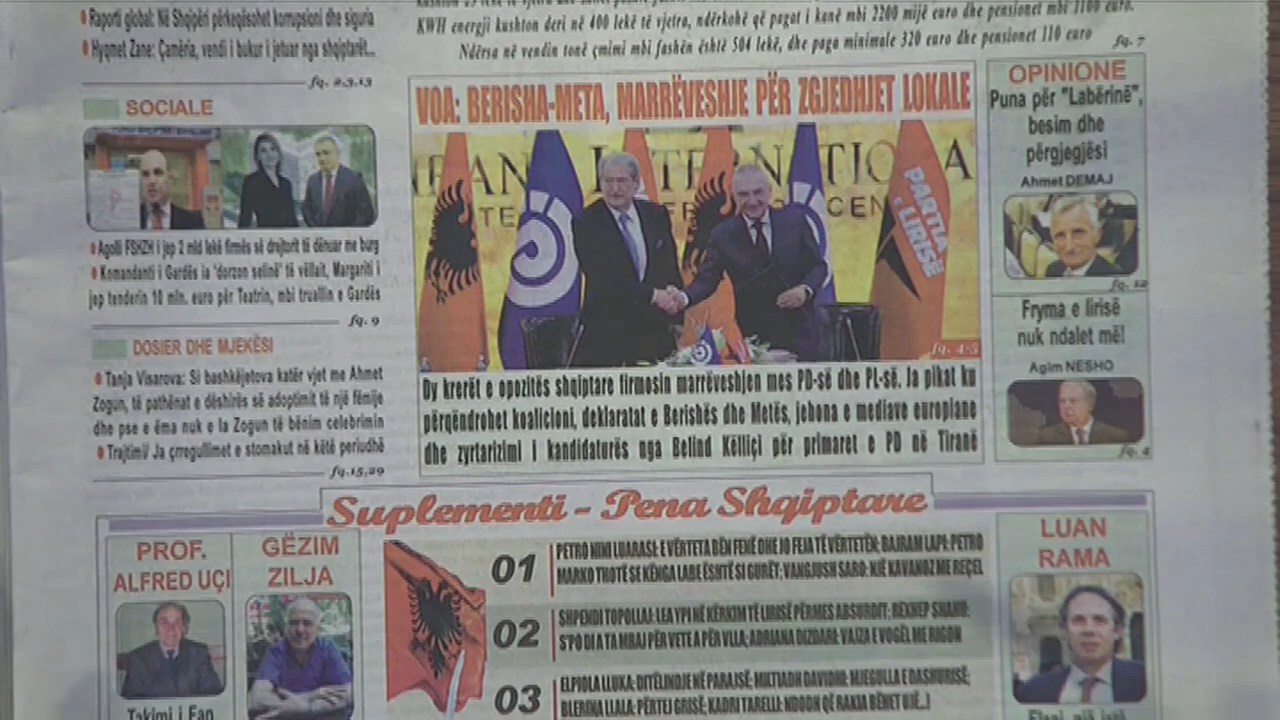 Raporti global: Në Shqipëri përkeqësohet korrupsioni dhe siguria
Hyqmet Zane: Çamëria, vendi i bukur i jetuar nga shqiptarët...
fq. 2,3,13
KWH energji kushton deri në 400 lekë të vjetra, ndërkohë që pagat i kanë mbi 2200 mijë euro dhe pensionet mbi 1100 euro.
Ndërsa në vendin tonë çmimi mbi fashën është 504 lekë, dhe paga minimale 320 euro dhe pensionet 110 euro
fq. 7
SOCIALE
Agolli FSHZH i jep 2 mld lekë firmës së drejtorit të dënuar me burg
Komandanti i Gardës ia "dorzon selinë" të vëllait, Margariti i
jep tenderin 10 mln. euro për Teatrin, mbi truallin e Gardës
fq. 9
DOSIER DHE MJEKËSI
Tanja Visarova: Si bashkëjetova katër vjet me Ahmet
Zogun, të pathënat e dëshirës së adoptimit të një fëmije
dhe pse e ëma nuk e la Zogun të bënim celebrimin
Trajtimi/ Ja çrregullimet e stomakut në këtë periudhë
fq.15,29
VOA: BERISHA-META, MARRËVESHJE PËR ZGJEDHJET LOKALE
INTERNATIONA
PARTIA
e LIRISË
fq. 4-5
Dy krerët e opozitës shqiptare firmosin marrëveshjen mes PD-së dhe PL-së. Ja pikat ku
përqëndrohet koalicioni, deklaratat e Berishës dhe Metës, jehona e mediave europiane
dhe zyrtarizimi i kandidaturës nga Belind Këlliçi për primaret e PD në Tiranë
OPINIONE
Puna për "Labërinë",
besim dhe
përgjegjësi
Ahmet DEMAJ
fq. 12
Fryma e lirisë
nuk ndalet më!
Agim NESHO
fq. 4
Suplementi - Pena Shqiptare
PROF.
ALFRED UÇI
Takimi i Fan
GËZIM
ZILJA
01
PETRO NINI LUARASI: E VËRTETA BËN FENË DHE JO FEJA TË VËRTETËN; BAJRAM LAPI: PETRO
MARKO THOTË SE KËNGA LABE ËSHTË SI GURËT; VANGJUSH SARO: NJË KAVANOZ ME REÇEL
02
SHPENDI TOPOLLAJ: LEA YPI NË KËRKIM TË LIRISË PËRMES ABSURDIT; REXHEP SHAHU:
S'PO DIA TA MBAJ PËR VETE A PËR VLLA; ADRIANA DIZDARE: VAJZA E VOGËL ME RIGON
03
ELPIOLA LLUKA: DITËLINDJE NË PARAJSË; MILTIADH DAVIDHI: MJEGULLA E DASHURISË;
BLERINA LLALA: PËRTEJ GRISË; KADRI TARELLI: NDODH QË RAKIA BËNET UJË...)
LUAN
RAMA